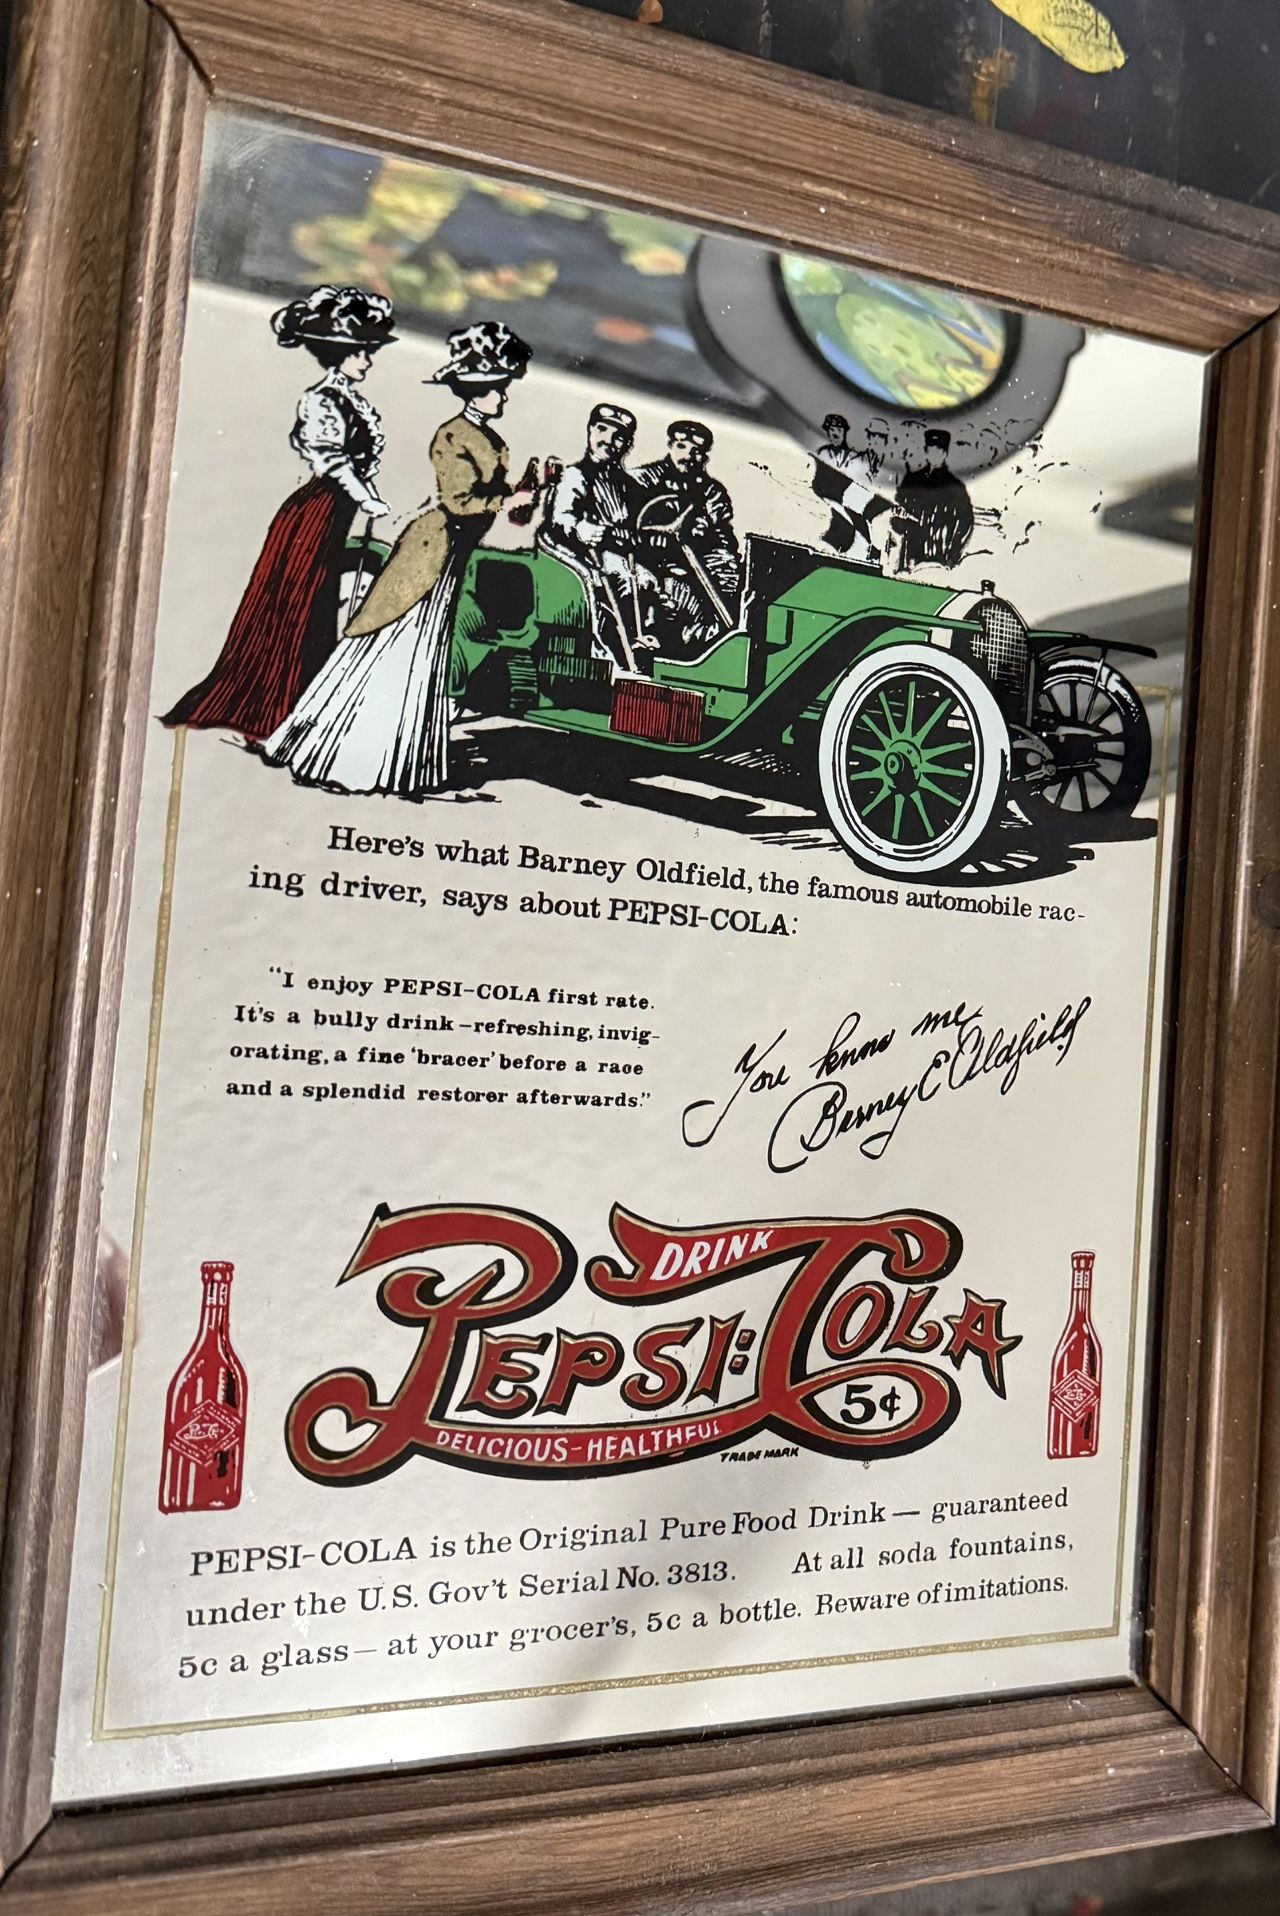 Here's what Barney Oldfield, the famous automobile rac-
ing driver, says about PEPSI-COLA:
"I enjoy PEPSI-COLA first rate.
It's a bully drink-refreshing, invig-
orating, a fine 'bracer' before a race
and a splendid restorer afterwards."
You know me
Barney E Oldfield
DRINK
PEPSI:COLA
5¢
DELICIOUS-HEALTHFUL
TRADE MARK
PEPSI-COLA is the Original Pure Food Drink — guaranteed
under the U.S. Gov't Serial No. 3813. At all soda fountains,
5c a glass — at your grocer's, 5c a bottle. Beware of imitations.